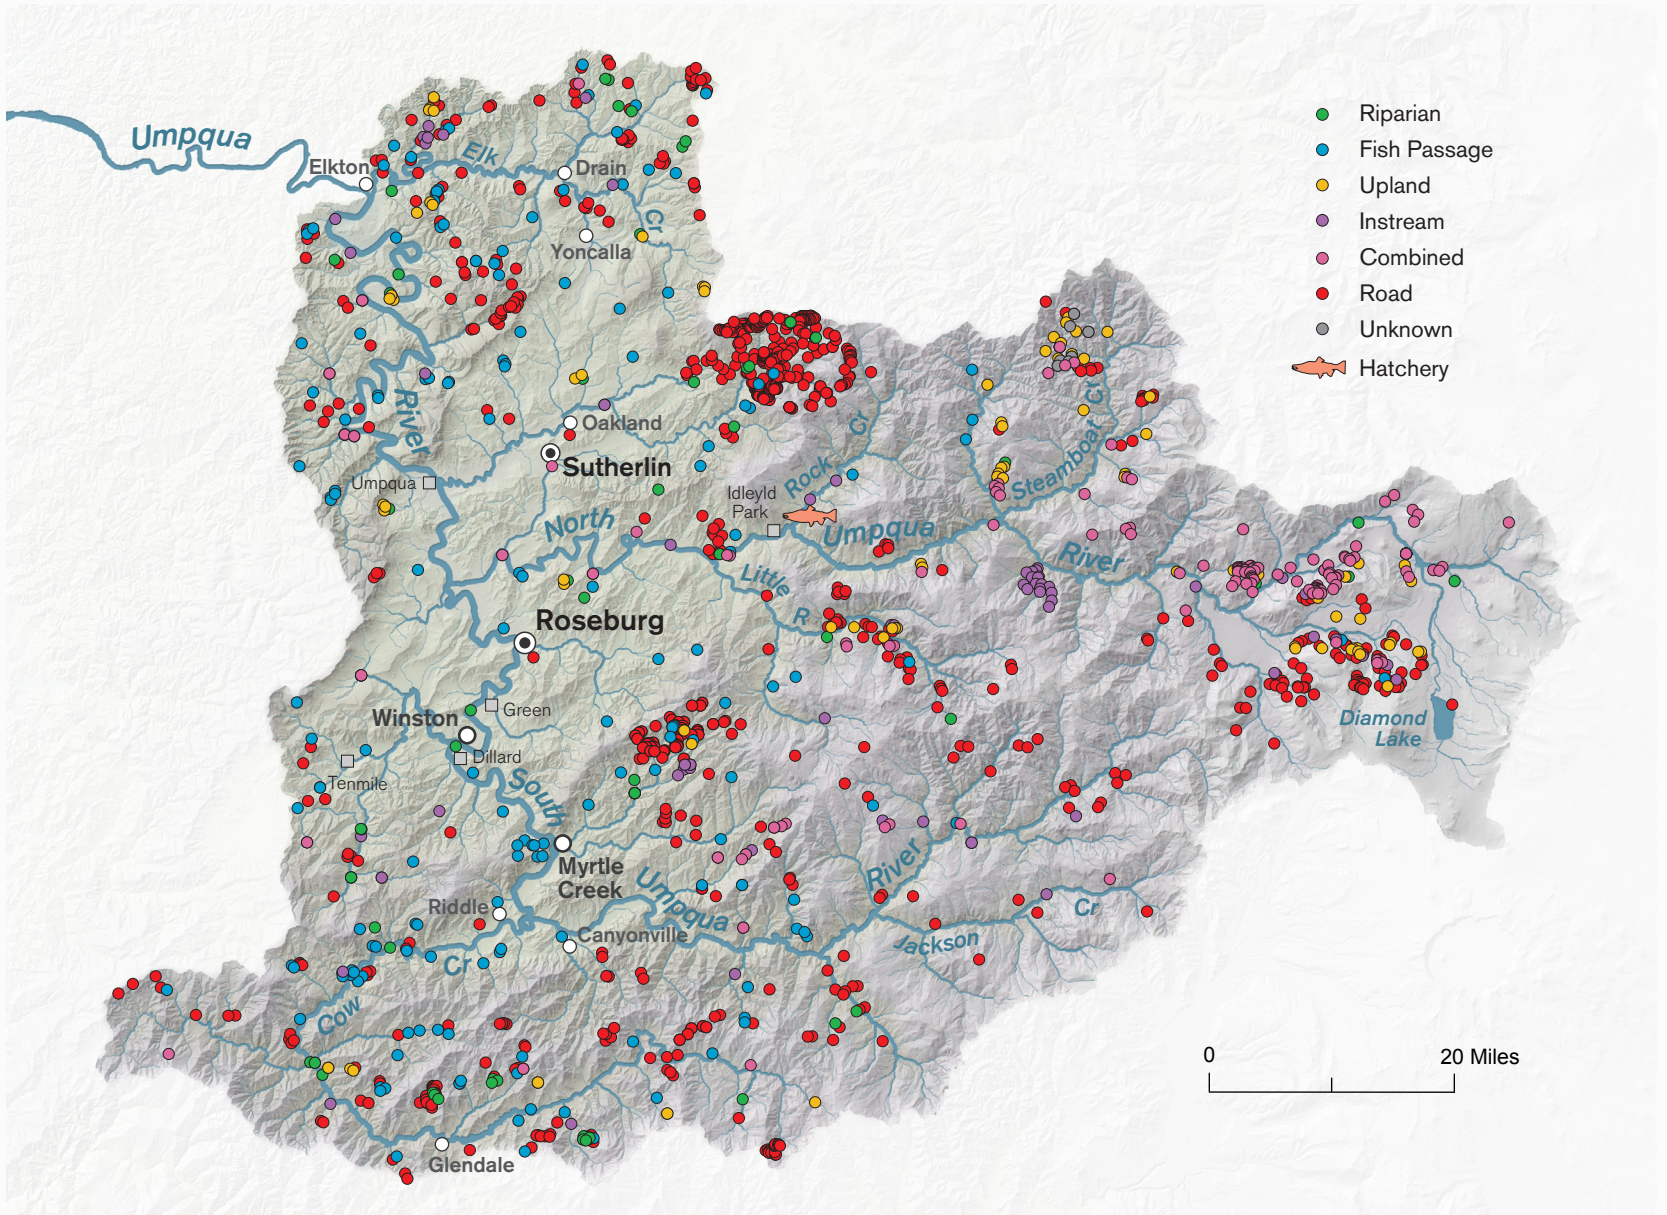 Riparian
Fish Passage
Upland
Instream
Combined
Road
Unknown
Hatchery
Umpqua
Elkton
Elk
Drain
Cr
Yoncalla
River
Oakland
Sutherlin
Umpqua
Cr
Rock
Idleyld
Park
Cr
Steamboat
North
Umpqua
River
Little
R
Roseburg
Green
Winston
Dillard
Tenmile
South
Diamond
Lake
Myrtle
Creek
Umpqua
River
Riddle
Canyonville
Cr
Cow
Jackson
Cr
Glendale
0
20 Miles